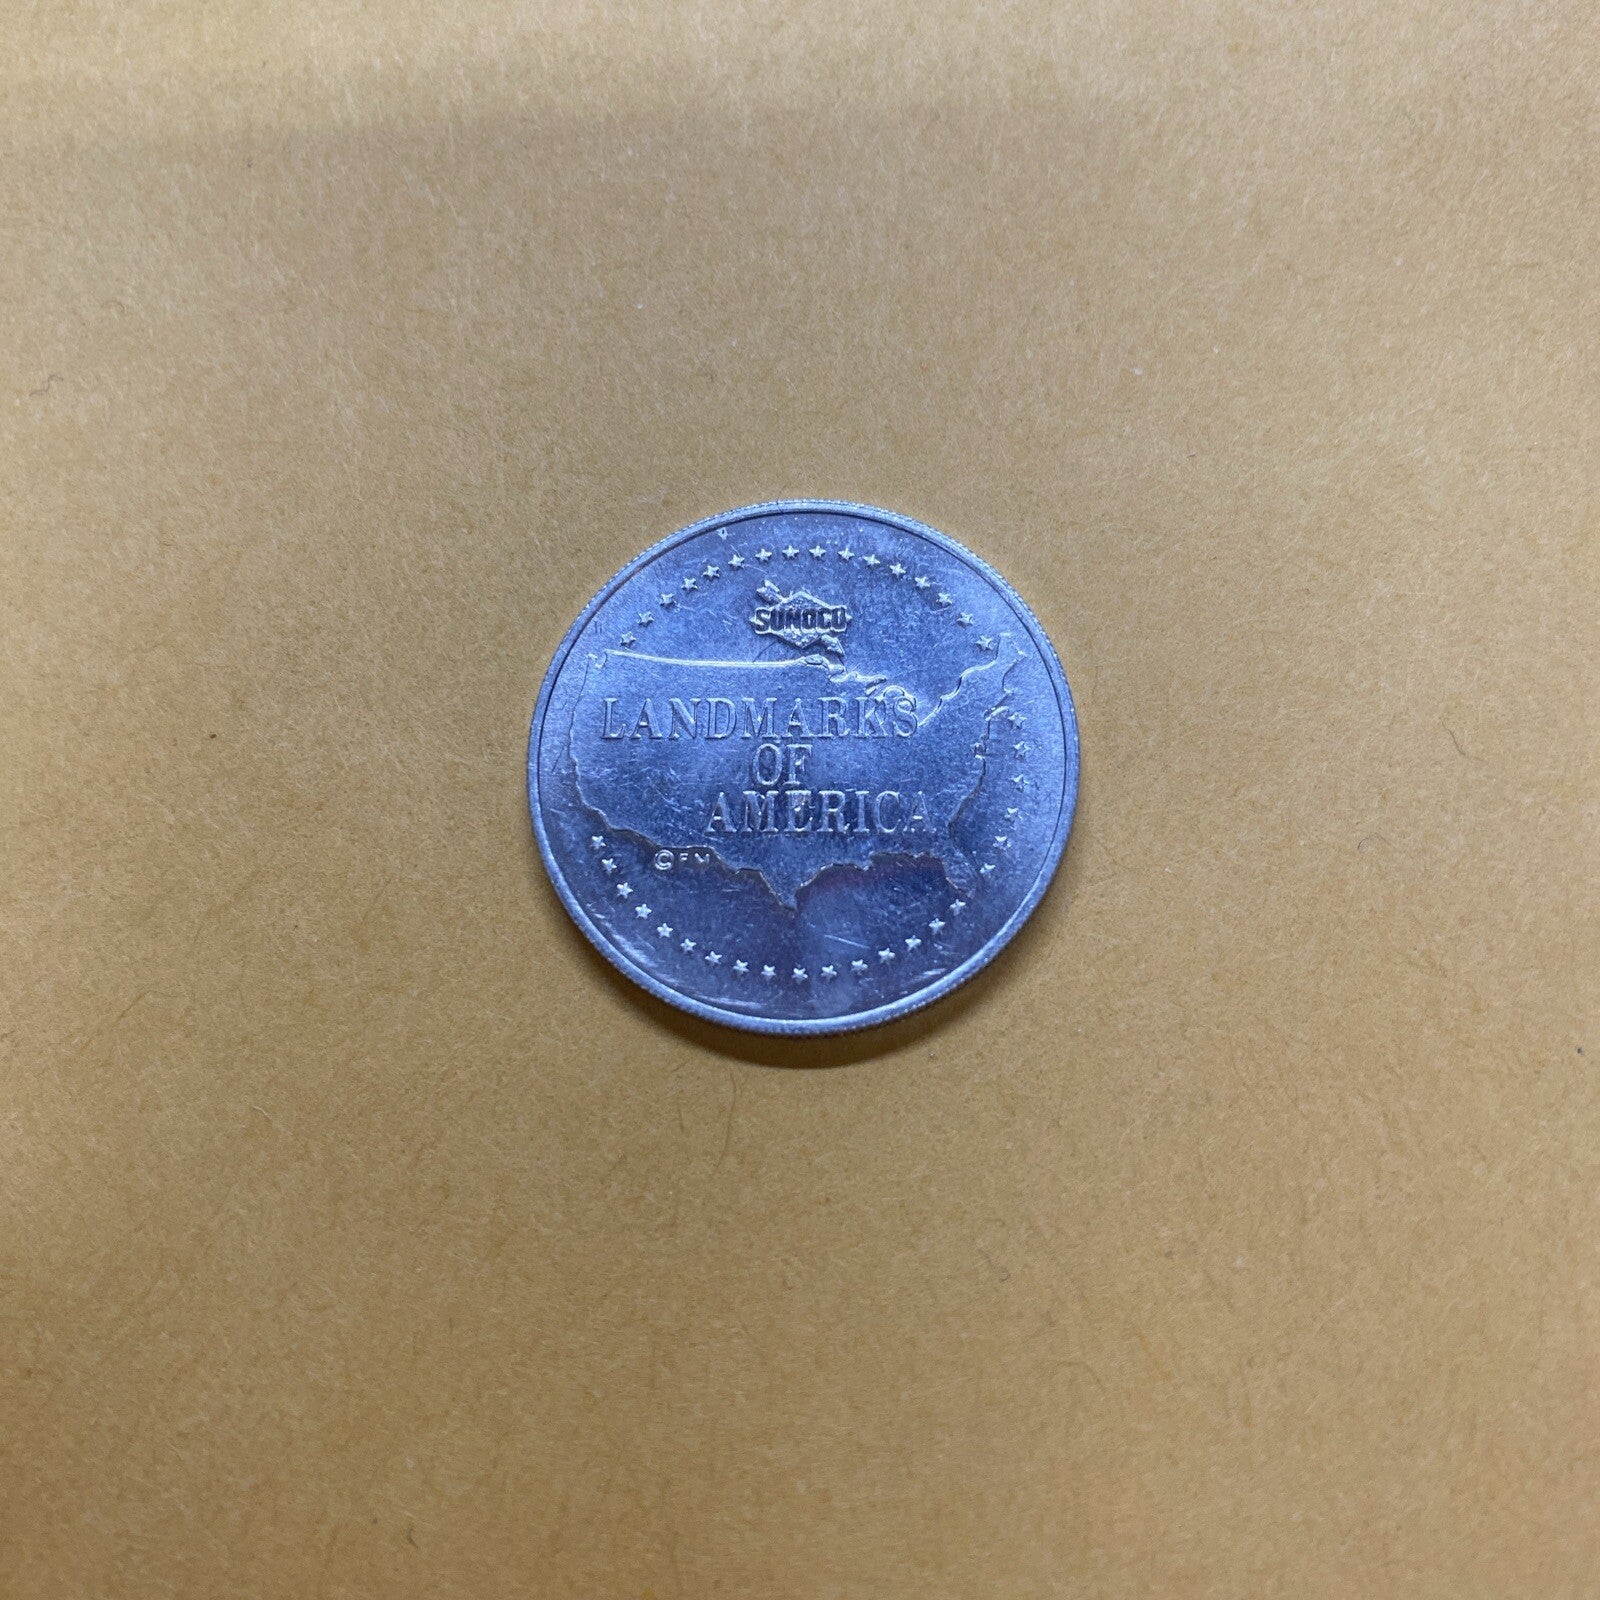 SUNOCO
LANDMARKS
OF
AMERICA
©FM